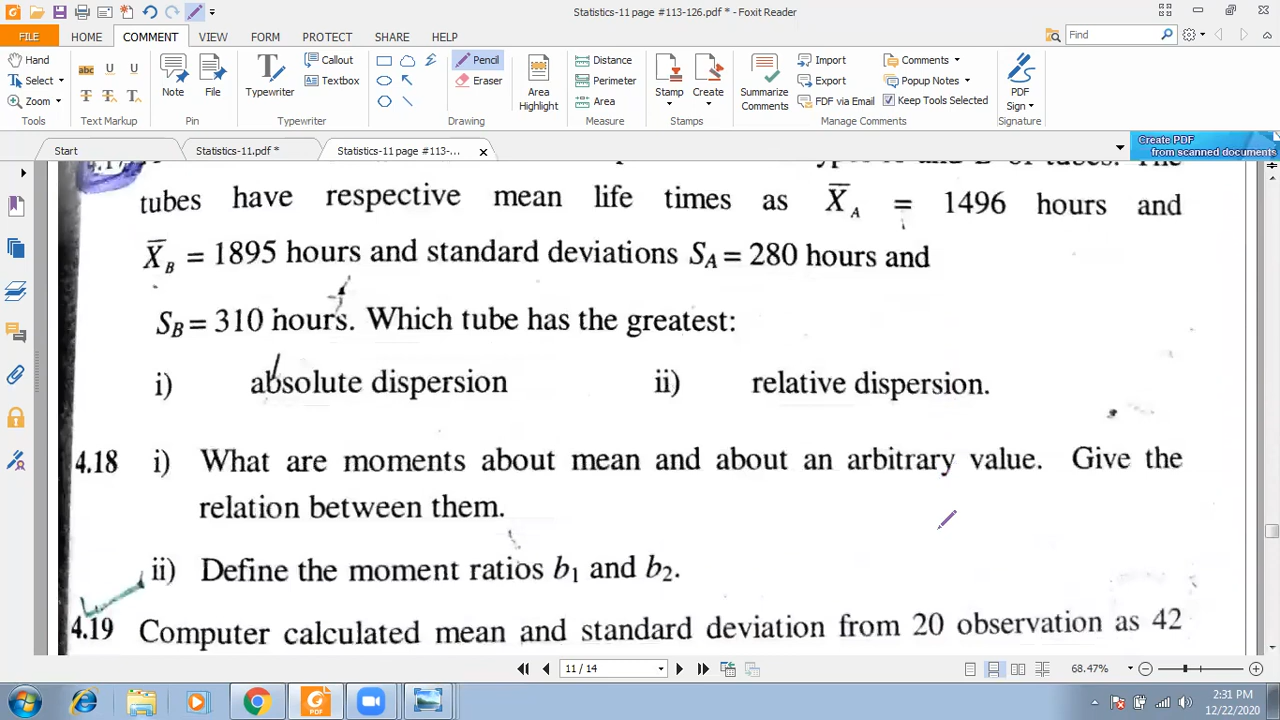 Statistics-11 page #113-126.pdf * - Foxit Reader
FILE HOME COMMENT VIEW FORM PROTECT SHARE HELP
Find
Hand
Select
Zoom
Tools
Text Markup
Note
File
Pin
Typewriter
Callout
Textbox
Typewriter
Pencil
Eraser
Drawing
Area
Highlight
Distance
Perimeter
Area
Measure
Stamp
Create
Stamps
Summarize
Comments
Import
Export
FDF via Email
Comments
Popup Notes
Keep Tools Selected
Manage Comments
PDF
Sign
Signature
Start
Statistics-11.pdf *
Statistics-11 page #113-...
Create PDF
from scanned documents
4.17
and B of tubes. The
tubes have respective mean life times as X̄A = 1496 hours and
X̄B = 1895 hours and standard deviations SA = 280 hours and
SB = 310 hours. Which tube has the greatest:
i) absolute dispersion ii) relative dispersion.
4.18 i) What are moments about mean and about an arbitrary value. Give the
relation between them.
ii) Define the moment ratios b1 and b2.
4.19 Computer calculated mean and standard deviation from 20 observation as 42
11 / 14
68.47%
2:31 PM
12/22/2020